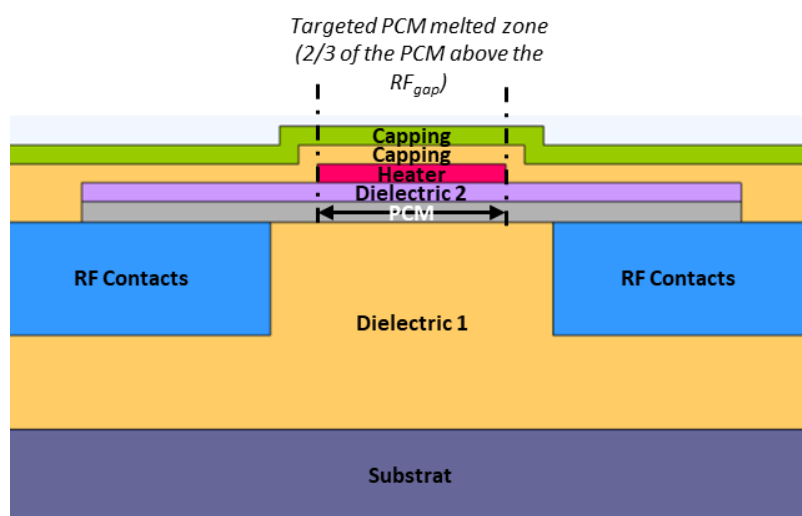 Targeted PCM melted zone
(2/3 of the PCM above the
RFgap)
Capping
Capping
Heater
Dielectric 2
PCM
RF Contacts
RF Contacts
Dielectric 1
Substrat